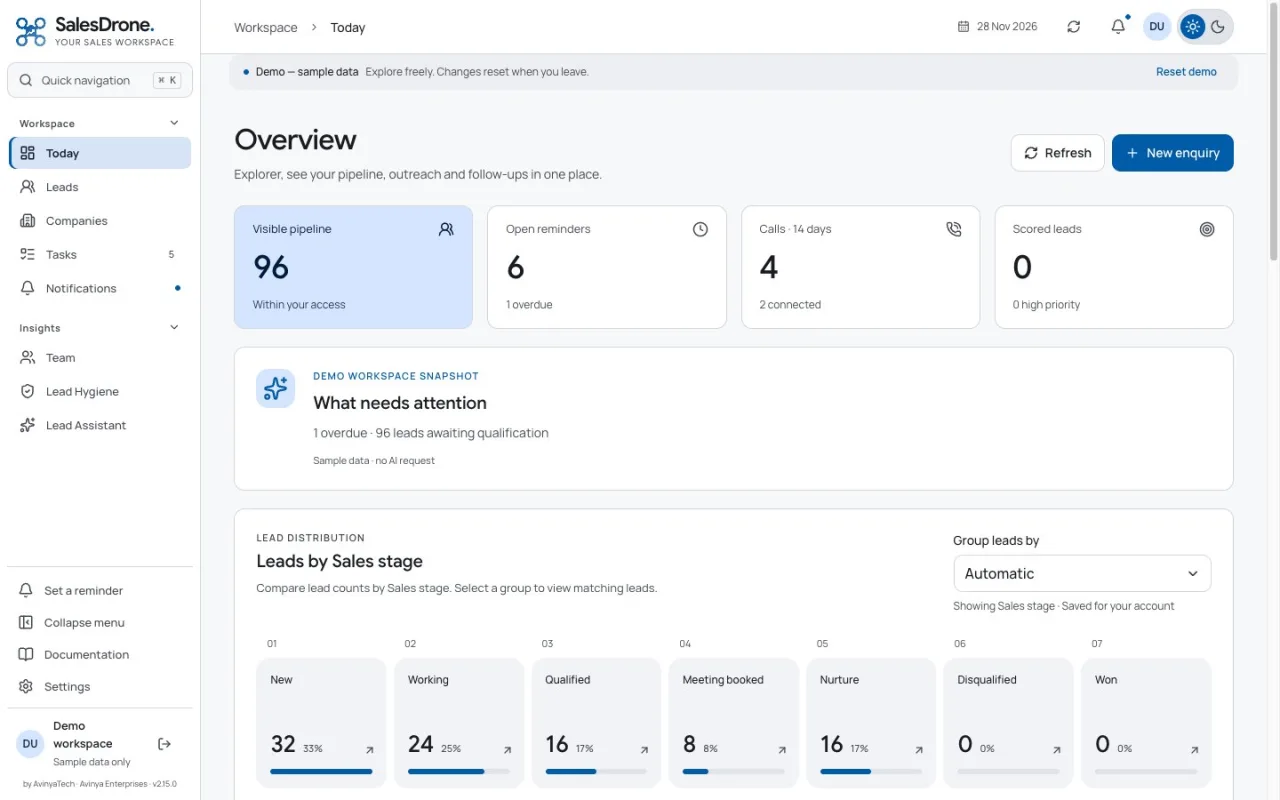 SalesDrone.
YOUR SALES WORKSPACE
Quick navigation
⌘ K
Workspace
Today
Leads
Companies
Tasks 5
Notifications
Insights
Team
Lead Hygiene
Lead Assistant
Set a reminder
Collapse menu
Documentation
Settings
DU
Demo
workspace
Sample data only
by AvinyaTech · Avinya Enterprises · v2.15.0
Workspace > Today
28 Nov 2026
DU
Demo — sample data Explore freely. Changes reset when you leave.
Reset demo
Overview
Explorer, see your pipeline, outreach and follow-ups in one place.
Refresh
+ New enquiry
Visible pipeline
96
Within your access
Open reminders
6
1 overdue
Calls · 14 days
4
2 connected
Scored leads
0
0 high priority
DEMO WORKSPACE SNAPSHOT
What needs attention
1 overdue · 96 leads awaiting qualification
Sample data · no AI request
LEAD DISTRIBUTION
Leads by Sales stage
Compare lead counts by Sales stage. Select a group to view matching leads.
Group leads by
Automatic
Showing Sales stage · Saved for your account
01
New
32 33%
02
Working
24 25%
03
Qualified
16 17%
04
Meeting booked
8 8%
05
Nurture
16 17%
06
Disqualified
0 0%
07
Won
0 0%